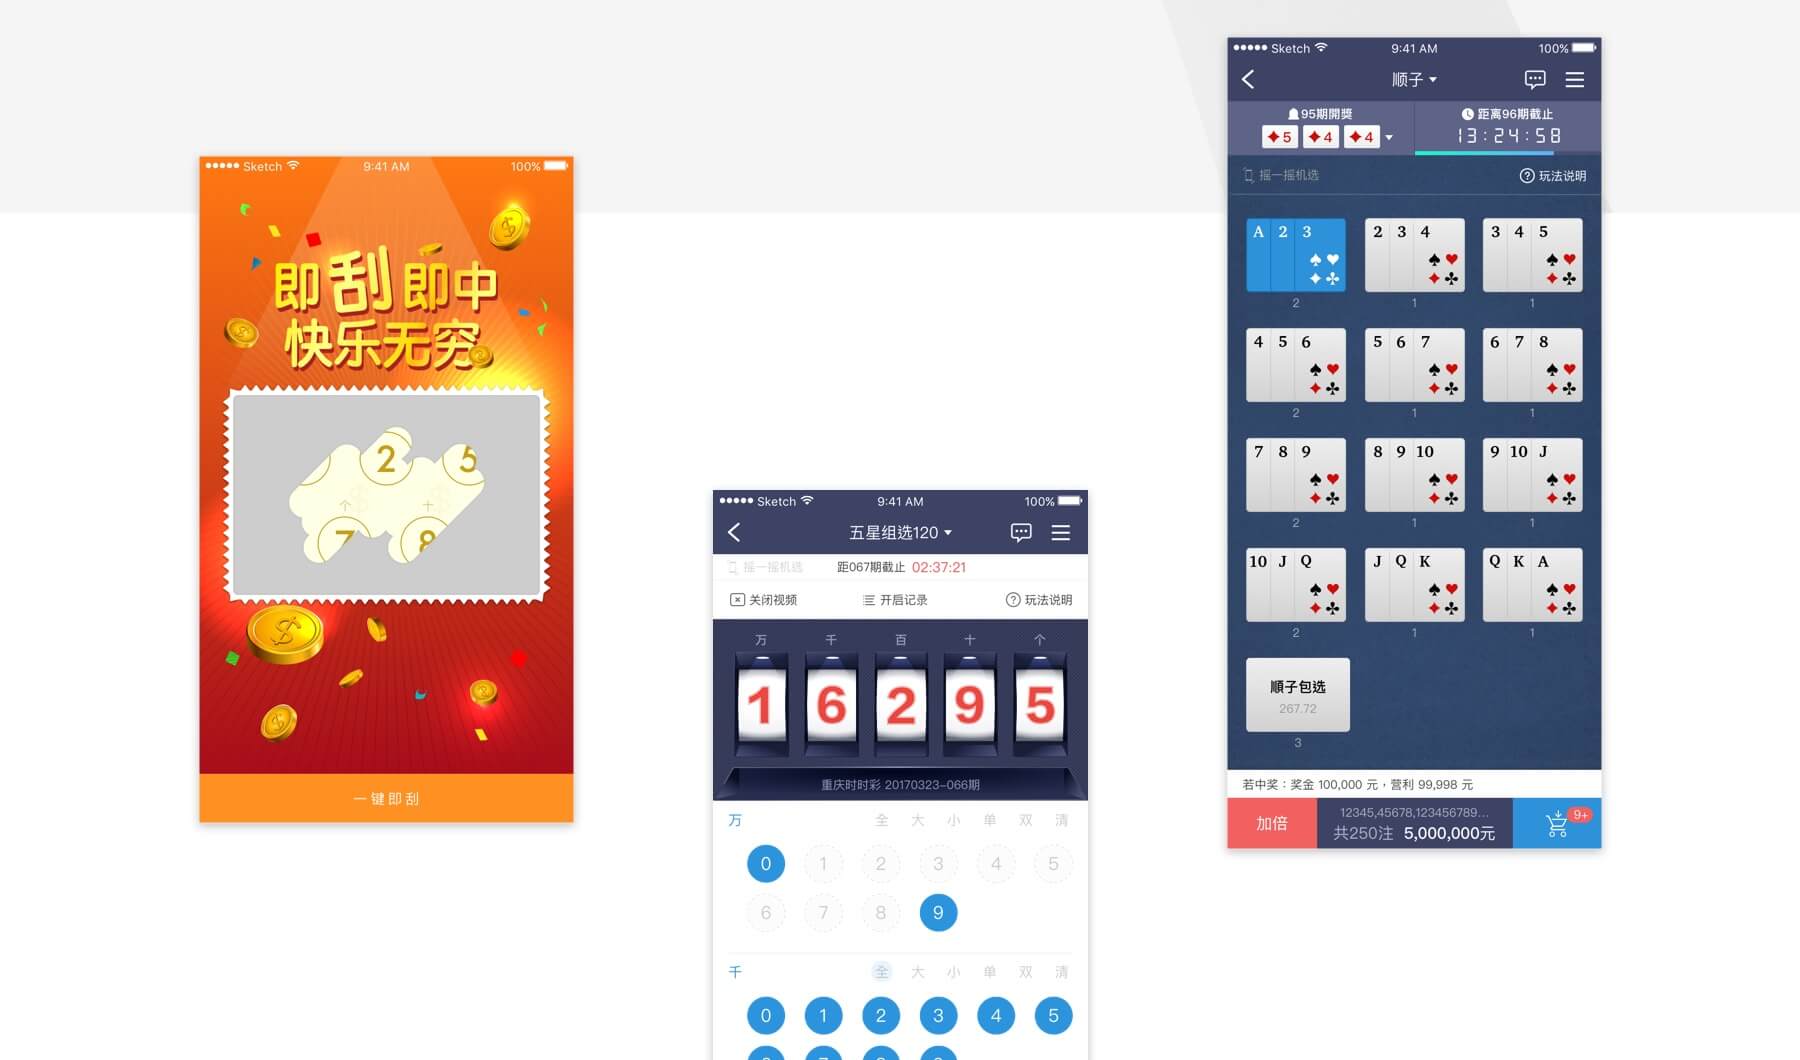 Sketch 9:41 AM 100%
即刮即中
快乐无穷
2 5
个 十
7 8
一键即刮
Sketch 9:41 AM 100%
五星组选120
摇一摇机选 距067期截止 02:37:21
关闭视频 开启记录 玩法说明
万 千 百 十 个
1 6 2 9 5
重庆时时彩 20170323-066期
万 全 大 小 单 双 清
0 1 2 3 4 5
6 7 8 9
千 全 大 小 单 双 清
0 1 2 3 4 5
Sketch 9:41 AM 100%
顺子
95期開獎 距离96期截止
5 4 4 13:24:58
摇一摇机选 玩法说明
A 2 3 2 3 4 3 4 5
2 1 1
4 5 6 5 6 7 6 7 8
2 1 1
7 8 9 8 9 10 9 10 J
2 1 1
10 J Q J Q K Q K A
2 1 1
順子包选
267.72
3
若中奖：奖金 100,000 元，营利 99,998 元
加倍 12345,45678,123456789... 9+
共250注 5,000,000元